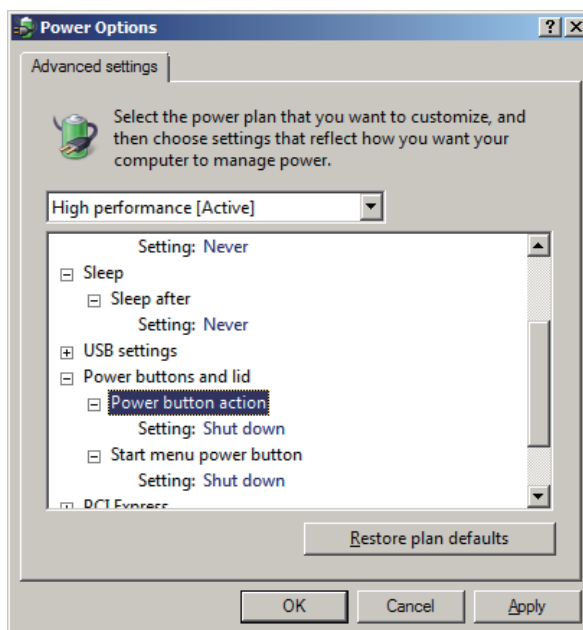 Power Options
Advanced settings
Select the power plan that you want to customize, and
then choose settings that reflect how you want your
computer to manage power.
High performance [Active]
Setting: Never
Sleep
Sleep after
Setting: Never
USB settings
Power buttons and lid
Power button action
Setting: Shut down
Start menu power button
Setting: Shut down
PCI Express
Restore plan defaults
OK Cancel Apply